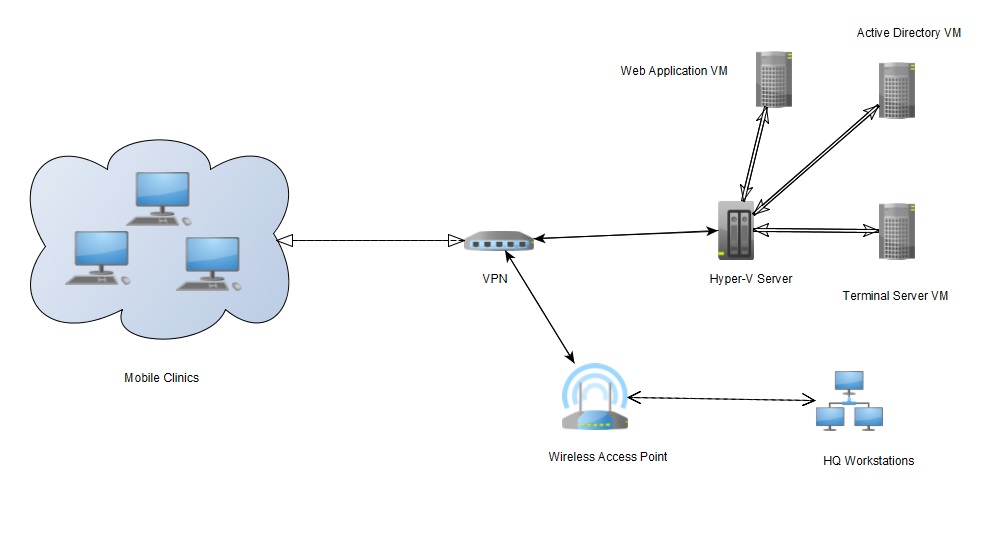 Active Directory VM
Web Application VM
VPN
Hyper-V Server
Terminal Server VM
Mobile Clinics
Wireless Access Point
HQ Workstations